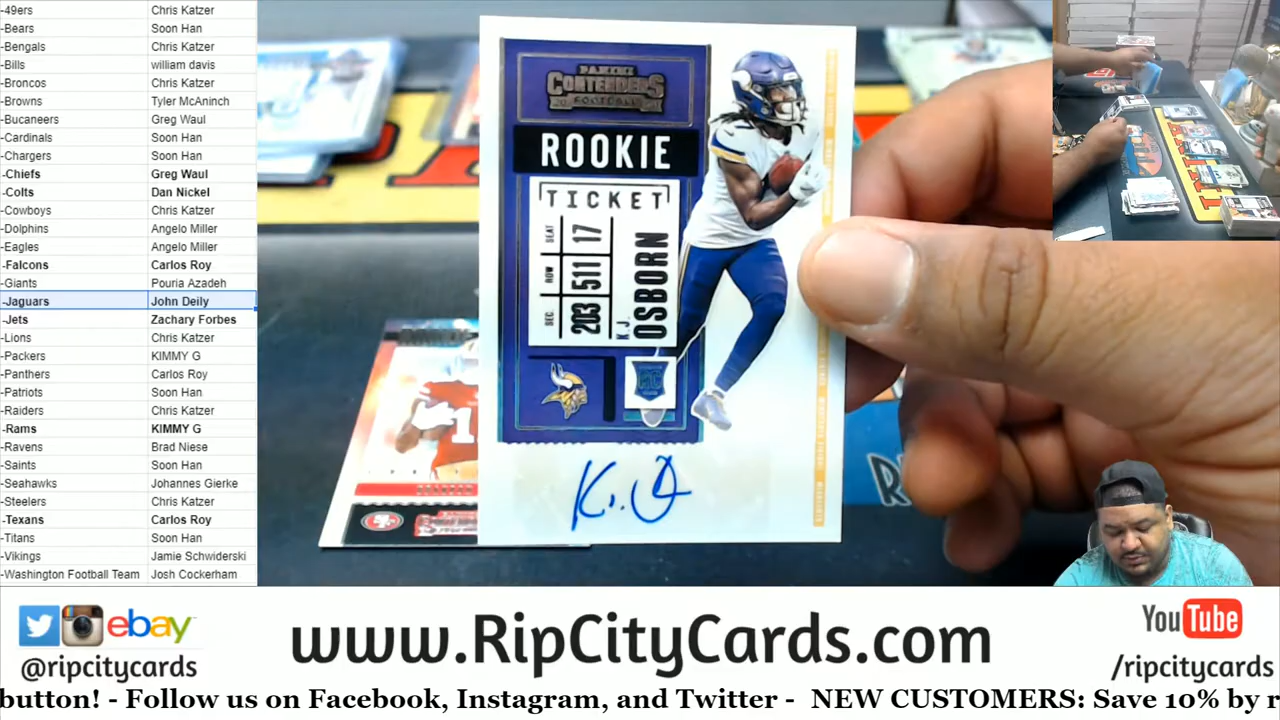 -49ers Chris Katzer
-Bears Soon Han
-Bengals Chris Katzer
-Bills william davis
-Broncos Chris Katzer
-Browns Tyler McAninch
-Bucaneers Greg Waul
-Cardinals Soon Han
-Chargers Soon Han
-Chiefs Greg Waul
-Colts Dan Nickel
-Cowboys Chris Katzer
-Dolphins Angelo Miller
-Eagles Angelo Miller
-Falcons Carlos Roy
-Giants Pouria Azadeh
-Jaguars John Deily
-Jets Zachary Forbes
-Lions Chris Katzer
-Packers KIMMY G
-Panthers Carlos Roy
-Patriots Soon Han
-Raiders Chris Katzer
-Rams KIMMY G
-Ravens Brad Niese
-Saints Soon Han
-Seahawks Johannes Gierke
-Steelers Chris Katzer
-Texans Carlos Roy
-Titans Soon Han
-Vikings Jamie Schwiderski
-Washington Football Team Josh Cockerham
PANINI
CONTENDERS
FOOTBALL
ROOKIE
TICKET
SEAT 17
ROW 511
SEC. 203
K.J.
OSBORN
RC
ebay
@ripcitycards
www.RipCityCards.com
YouTube
/ripcitycards
button! - Follow us on Facebook, Instagram, and Twitter - NEW CUSTOMERS: Save 10% by